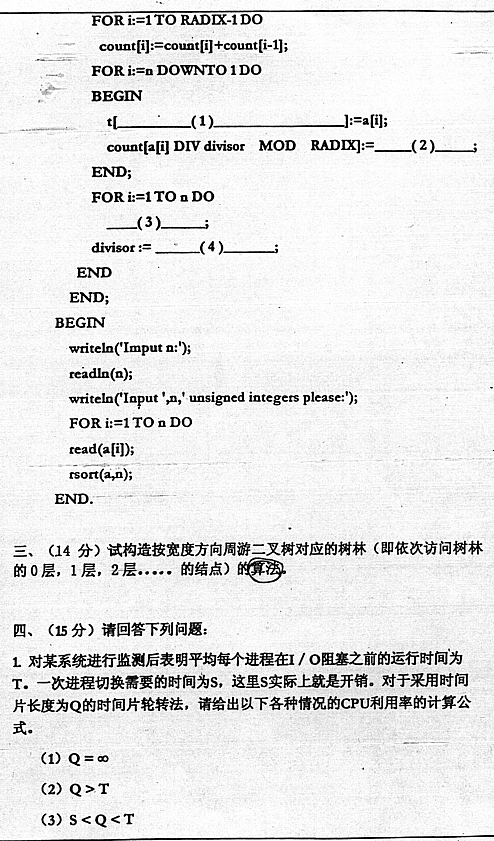 FOR i:=1 TO RADIX-1 DO
count[i]:=count[i]+count[i-1];
FOR i:=n DOWNTO 1 DO
BEGIN
t[________(1)______________]:=a[i];
count[a[i] DIV divisor MOD RADIX]:=____(2)____;
END;
FOR i:=1 TO n DO
___(3)_____;
divisor := _____(4)______;
END
END;
BEGIN
writeln('Imput n:');
readln(n);
writeln('Input ',n,' unsigned integers please:');
FOR i:=1 TO n DO
read(a[i]);
rsort(a,n);
END.
三、（14 分）试构造按宽度方向周游二叉树对应的树林（即依次访问树林
的 0 层，1 层，2 层..... 的结点）的算法。
四、（15 分）请回答下列问题：
1. 对某系统进行监测后表明平均每个进程在I／O阻塞之前的运行时间为
T。一次进程切换需要的时间为S，这里S实际上就是开销。对于采用时间
片长度为Q的时间片轮转法，请给出以下各种情况的CPU利用率的计算公
式。
（1）Q = ∞
（2）Q > T
（3）S < Q < T